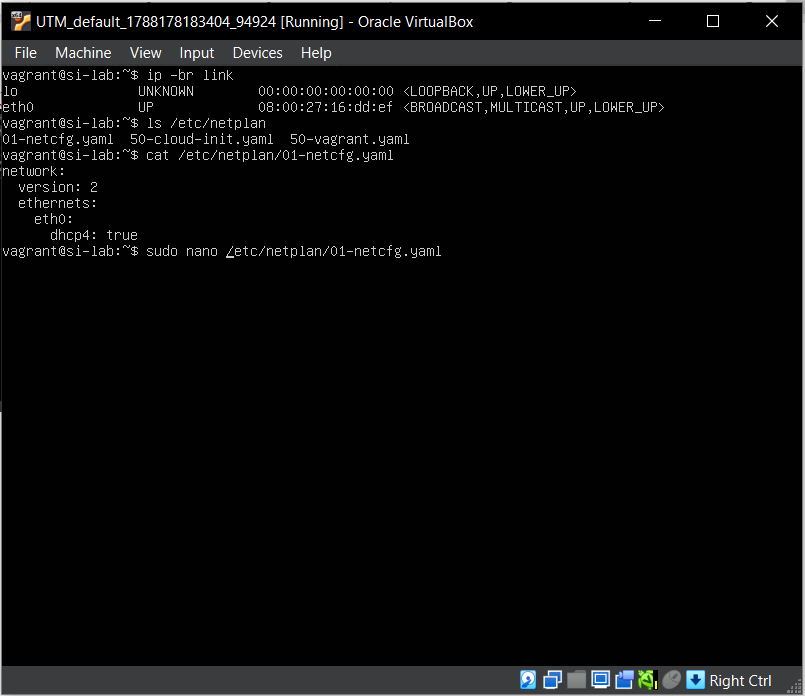 UTM_default_1788178183404_94924 [Running] - Oracle VirtualBox
File Machine View Input Devices Help
vagrant@si-lab:~$ ip -br link
lo UNKNOWN 00:00:00:00:00:00 <LOOPBACK,UP,LOWER_UP>
eth0 UP 08:00:27:16:dd:ef <BROADCAST,MULTICAST,UP,LOWER_UP>
vagrant@si-lab:~$ ls /etc/netplan
01-netcfg.yaml 50-cloud-init.yaml 50-vagrant.yaml
vagrant@si-lab:~$ cat /etc/netplan/01-netcfg.yaml
network:
  version: 2
  ethernets:
    eth0:
      dhcp4: true
vagrant@si-lab:~$ sudo nano /etc/netplan/01-netcfg.yaml
Right Ctrl